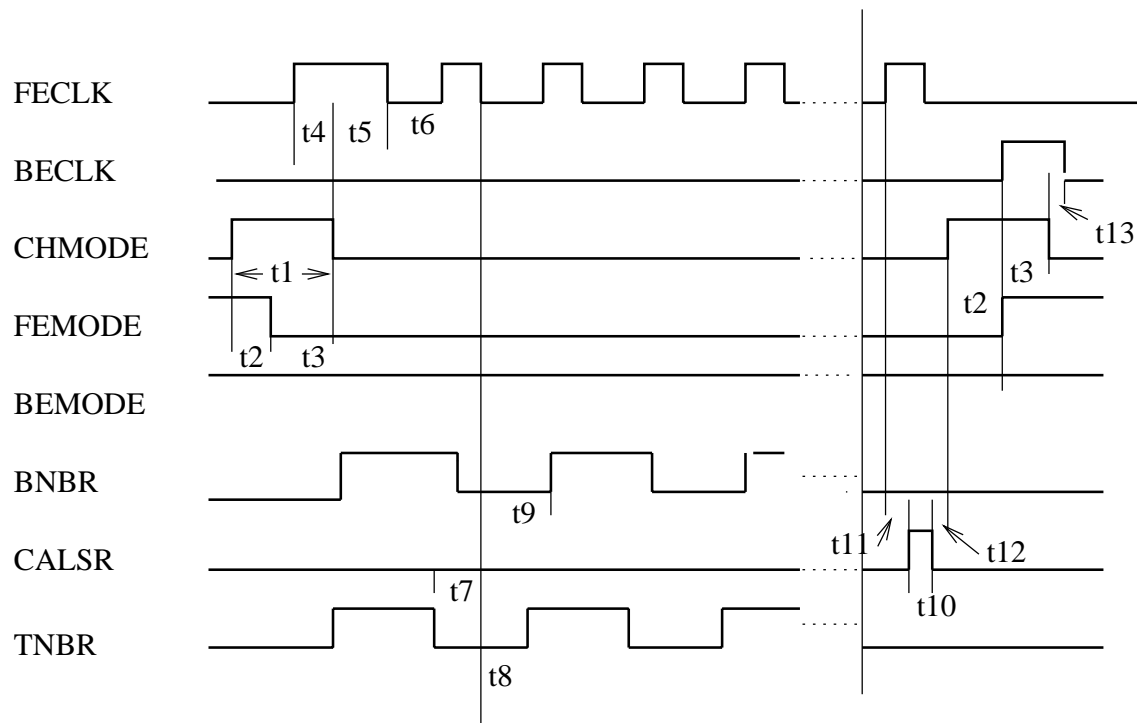 FECLK
t4 t5 t6
BECLK
t13
CHMODE
t1
t3
t2
FEMODE
t2 t3
BEMODE
BNBR
t9
t11 t12
CALSR
t7
t10
TNBR
t8